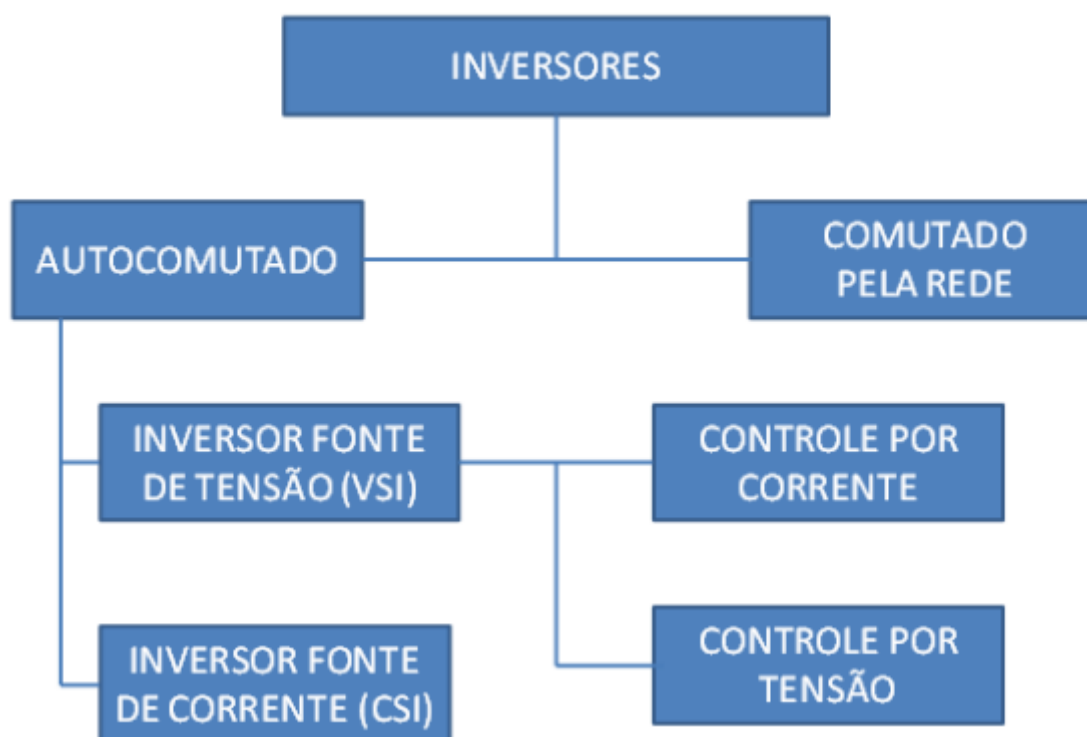 INVERSORES
AUTOCOMUTADO
COMUTADO
PELA REDE
INVERSOR FONTE
DE TENSÃO (VSI)
CONTROLE POR
CORRENTE
INVERSOR FONTE
DE CORRENTE (CSI)
CONTROLE POR
TENSÃO